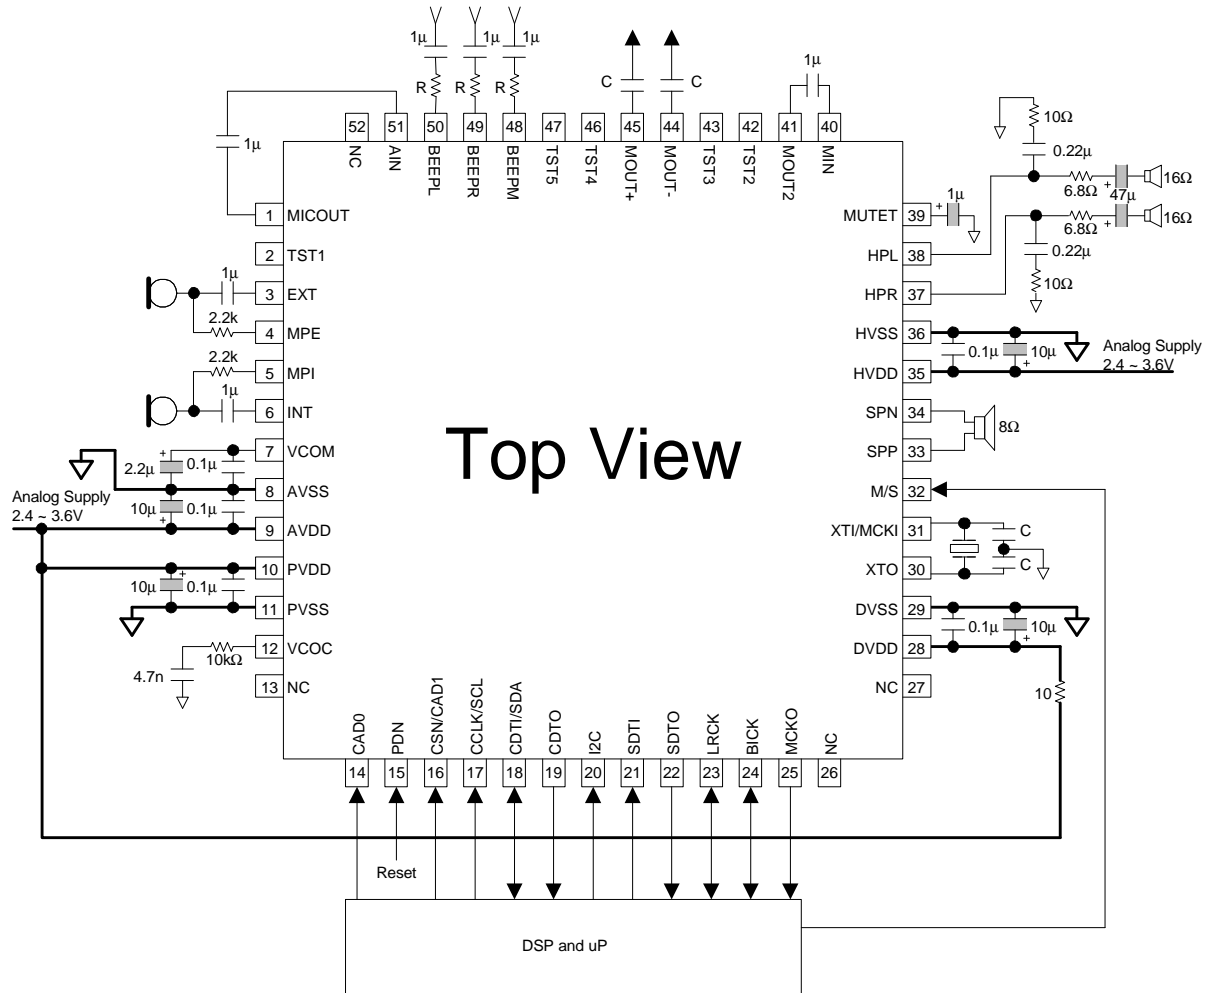 1µ
1µ
1µ
R
R
R
C
C
1µ
1µ
52
51
50
49
48
47
46
45
44
43
42
41
40
NC
AIN
BEEPL
BEEPR
BEEPM
TST5
TST4
MOUT+
MOUT-
TST3
TST2
MOUT2
MIN
10Ω
0.22µ
6.8Ω
+
47µ
16Ω
6.8Ω
+
16Ω
0.22µ
10Ω
+
1µ
1 MICOUT
2 TST1
3 EXT
4 MPE
5 MPI
6 INT
7 VCOM
8 AVSS
9 AVDD
10 PVDD
11 PVSS
12 VCOC
13 NC
1µ
2.2k
2.2k
1µ
+
2.2µ
0.1µ
Analog Supply
2.4 ~ 3.6V
10µ
+
0.1µ
10µ
+
0.1µ
10kΩ
4.7n
Top View
MUTET 39
HPL 38
HPR 37
HVSS 36
HVDD 35
SPN 34
SPP 33
M/S 32
XTI/MCKI 31
XTO 30
DVSS 29
DVDD 28
NC 27
0.1µ
10µ
+
Analog Supply
2.4 ~ 3.6V
8Ω
C
C
0.1µ
10µ
+
10
CAD0
PDN
CSN/CAD1
CCLK/SCL
CDTI/SDA
CDTO
I2C
SDTI
SDTO
LRCK
BICK
MCKO
NC
14
15
16
17
18
19
20
21
22
23
24
25
26
Reset
DSP and uP